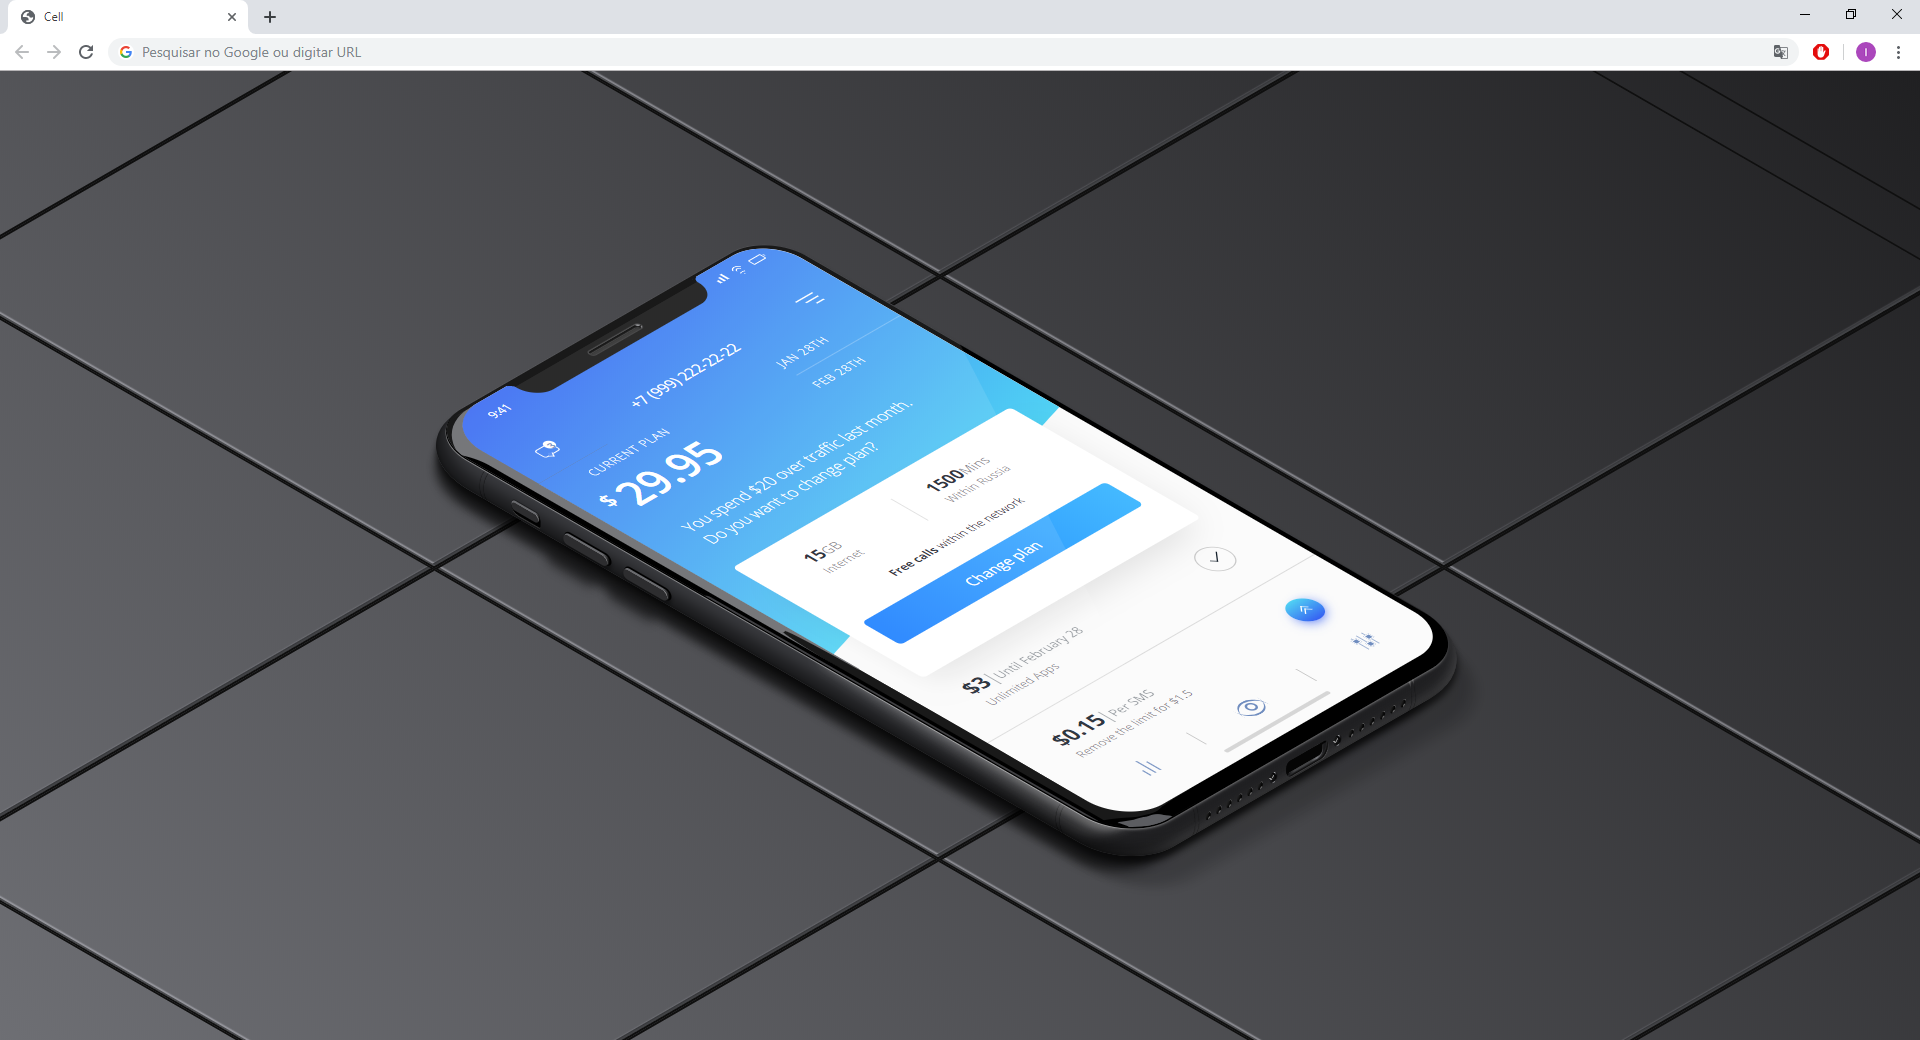 Cell
Pesquisar no Google ou digitar URL
I
9:41
+7 (999) 222-22-22
JAN 28TH
FEB 28TH
CURRENT PLAN
$29.95
You spend $20 over traffic last month.
Do you want to change plan?
15GB
Internet
1500Mins
Within Russia
Free calls within the network
Change plan
$3 | Until February 28
Unlimited Apps
$0.15 | Per SMS
Remove the limit for $1.5